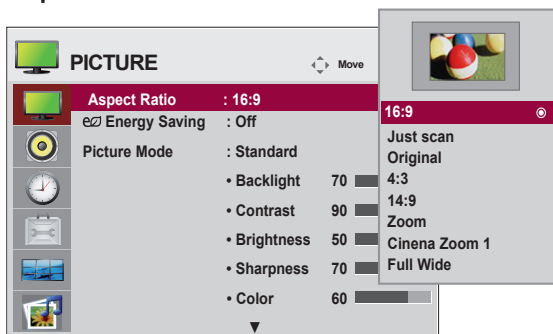 PICTURE
Move
Aspect Ratio : 16:9
Energy Saving : Off
Picture Mode : Standard
• Backlight 70
• Contrast 90
• Brightness 50
• Sharpness 70
• Color 60
16:9
Just scan
Original
4:3
14:9
Zoom
Cinena Zoom 1
Full Wide